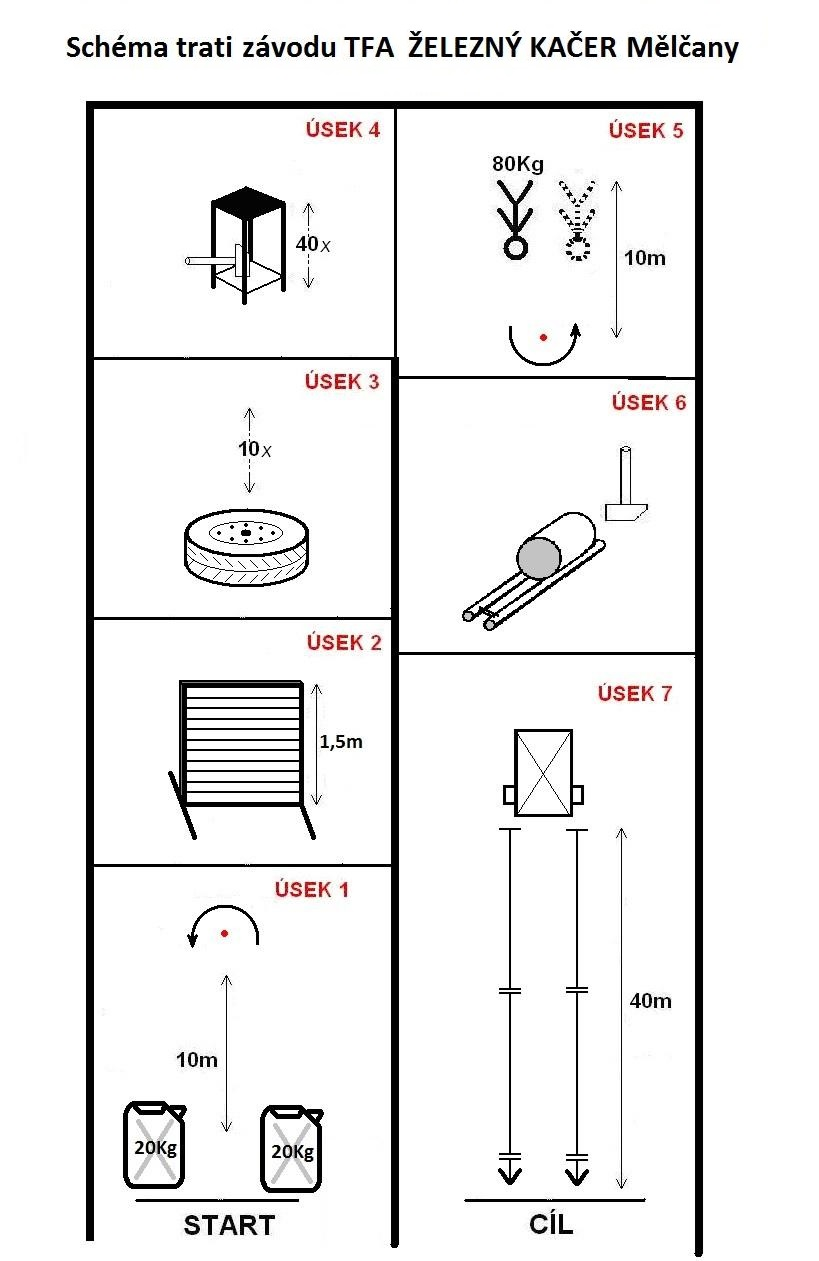 Schéma trati závodu TFA ŽELEZNÝ KAČER Mělčany
ÚSEK 4
40x
ÚSEK 5
80Kg
10m
ÚSEK 3
10x
ÚSEK 6
ÚSEK 2
1,5m
ÚSEK 7
40m
ÚSEK 1
10m
20Kg
20Kg
START
CÍL